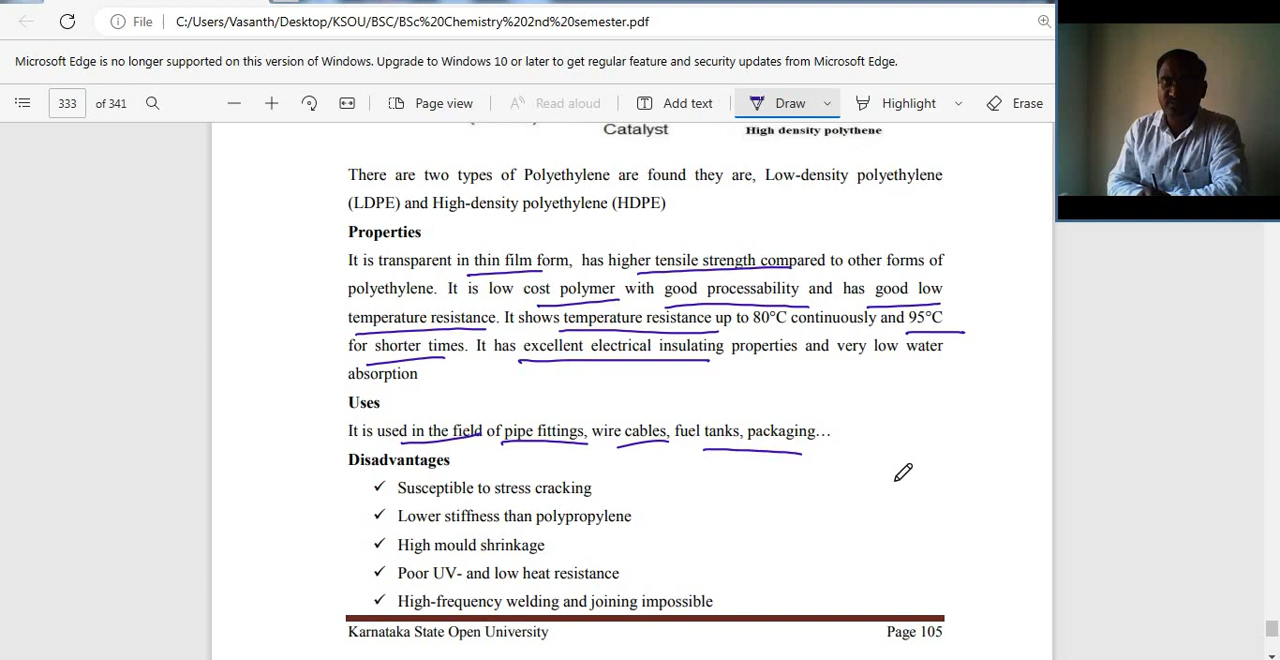 File C:/Users/Vasanth/Desktop/KSOU/BSC/BSc%20Chemistry%202nd%20semester.pdf
Microsoft Edge is no longer supported on this version of Windows. Upgrade to Windows 10 or later to get regular feature and security updates from Microsoft Edge.
333 of 341 Page view Read aloud Add text Draw Highlight Erase
Catalyst High density polythene
There are two types of Polyethylene are found they are, Low-density polyethylene
(LDPE) and High-density polyethylene (HDPE)
Properties
It is transparent in thin film form, has higher tensile strength compared to other forms of
polyethylene. It is low cost polymer with good processability and has good low
temperature resistance. It shows temperature resistance up to 80°C continuously and 95°C
for shorter times. It has excellent electrical insulating properties and very low water
absorption
Uses
It is used in the field of pipe fittings, wire cables, fuel tanks, packaging…
Disadvantages
✓ Susceptible to stress cracking
✓ Lower stiffness than polypropylene
✓ High mould shrinkage
✓ Poor UV- and low heat resistance
✓ High-frequency welding and joining impossible
Karnataka State Open University Page 105